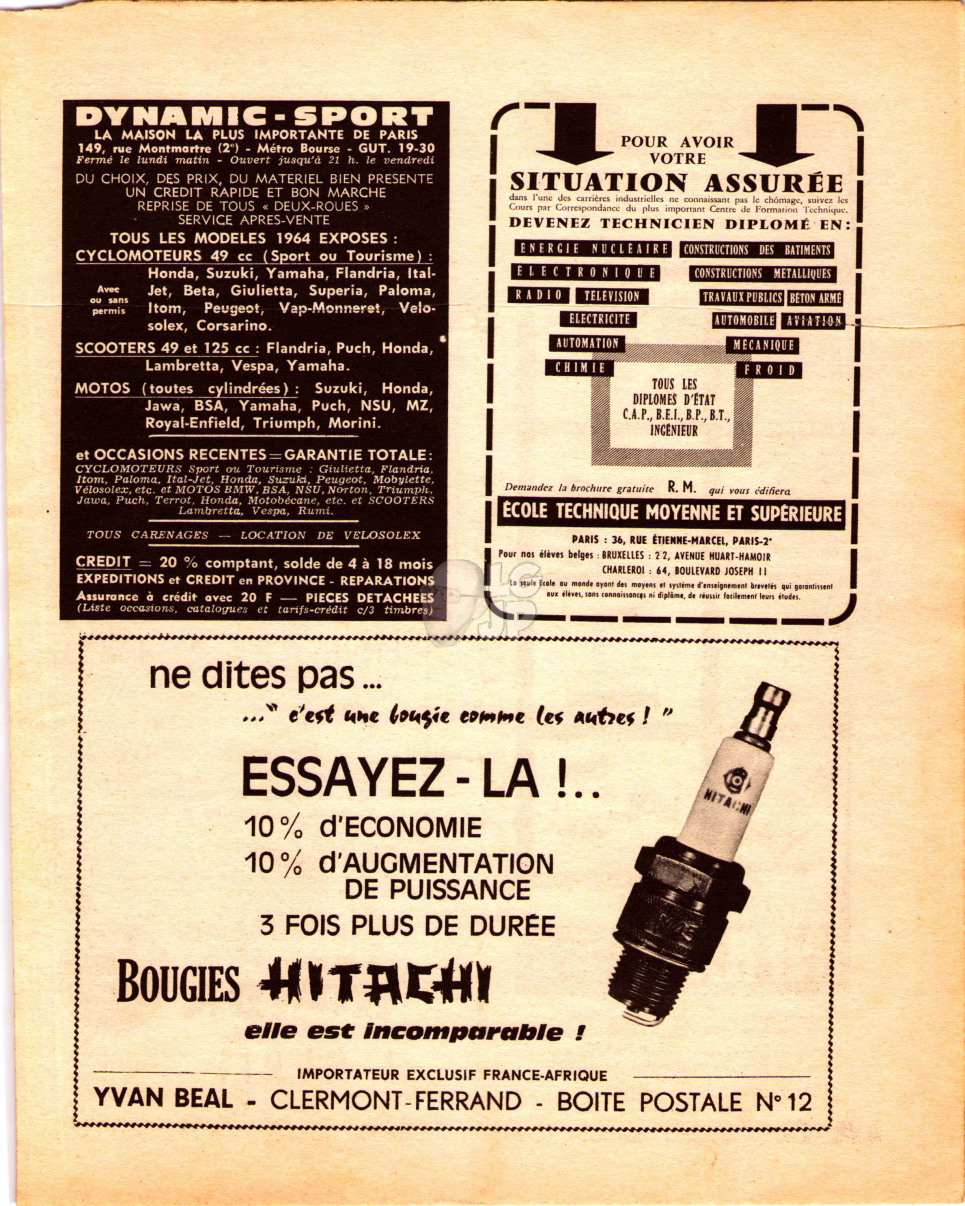 DYNAMIC-SPORT
LA MAISON LA PLUS IMPORTANTE DE PARIS
149, rue Montmartre (2e) - Métro Bourse - GUT. 19-30
Fermé le lundi matin - Ouvert jusqu'à 21 h. le vendredi
DU CHOIX, DES PRIX, DU MATERIEL BIEN PRESENTE
UN CREDIT RAPIDE ET BON MARCHE
REPRISE DE TOUS « DEUX-ROUES »
SERVICE APRES-VENTE
TOUS LES MODELES 1964 EXPOSES :
CYCLOMOTEURS 49 cc (Sport ou Tourisme) :
Avec
ou sans
permis
Honda, Suzuki, Yamaha, Flandria, Ital-
Jet, Beta, Giulietta, Superia, Paloma,
Itom, Peugeot, Vap-Monneret, Velo-
solex, Corsarino.
SCOOTERS 49 et 125 cc : Flandria, Puch, Honda,
Lambretta, Vespa, Yamaha.
MOTOS (toutes cylindrées) : Suzuki, Honda,
Jawa, BSA, Yamaha, Puch, NSU, MZ,
Royal-Enfield, Triumph, Morini.
et OCCASIONS RECENTES = GARANTIE TOTALE :
CYCLOMOTEURS Sport ou Tourisme : Giulietta, Flandria,
Itom, Paloma, Ital-Jet, Honda, Suzuki, Peugeot, Mobylette,
Vélosolex, etc. et MOTOS BMW, BSA, NSU, Norton, Triumph,
Jawa, Puch, Terrot, Honda, Motobécane, etc. et SCOOTERS
Lambretta, Vespa, Rumi.
TOUS CARENAGES — LOCATION DE VELOSOLEX
CREDIT = 20 % comptant, solde de 4 à 18 mois
EXPEDITIONS et CREDIT en PROVINCE - REPARATIONS
Assurance à crédit avec 20 F — PIECES DETACHEES
(Liste occasions, catalogues et tarifs-crédit c/3 timbres)
POUR AVOIR
VOTRE
SITUATION ASSURÉE
dans l'une des carrières industrielles ne connaissant pas le chômage, suivez les
Cours par Correspondance du plus important Centre de Formation Technique.
DEVENEZ TECHNICIEN DIPLOMÉ EN:
ENERGIE NUCLEAIRE CONSTRUCTIONS DES BATIMENTS
ELECTRONIQUE CONSTRUCTIONS MÉTALLIQUES
RADIO TÉLÉVISION TRAVAUX PUBLICS BÉTON ARMÉ
ÉLECTRICITE AUTOMOBILE AVIATION
AUTOMATION MÉCANIQUE
CHIMIE FROID
TOUS LES
DIPLOMES D'ÉTAT
C.A.P., B.E.I., B.P., B.T.,
INGÉNIEUR
Demandez la brochure gratuite R.M. qui vous édifiera
ÉCOLE TECHNIQUE MOYENNE ET SUPÉRIEURE
PARIS : 36, RUE ÉTIENNE-MARCEL, PARIS-2e
Pour nos élèves belges : BRUXELLES : 22, AVENUE HUART-HAMOIR
CHARLEROI : 64, BOULEVARD JOSEPH II
La seule Ecole au monde ayant des moyens et système d'enseignement brevetés qui garantissent
aux élèves, sans connaissances ni diplôme, de réussir facilement leurs études.
LC
JP
ne dites pas...
..." c'est une bougie comme les autres ! "
ESSAYEZ - LA !..
10 % d'ECONOMIE
10 % d'AUGMENTATION
DE PUISSANCE
3 FOIS PLUS DE DURÉE
HITACHI
BOUGIES HITACHI
elle est incomparable !
IMPORTATEUR EXCLUSIF FRANCE-AFRIQUE
YVAN BEAL - CLERMONT-FERRAND - BOITE POSTALE N° 12